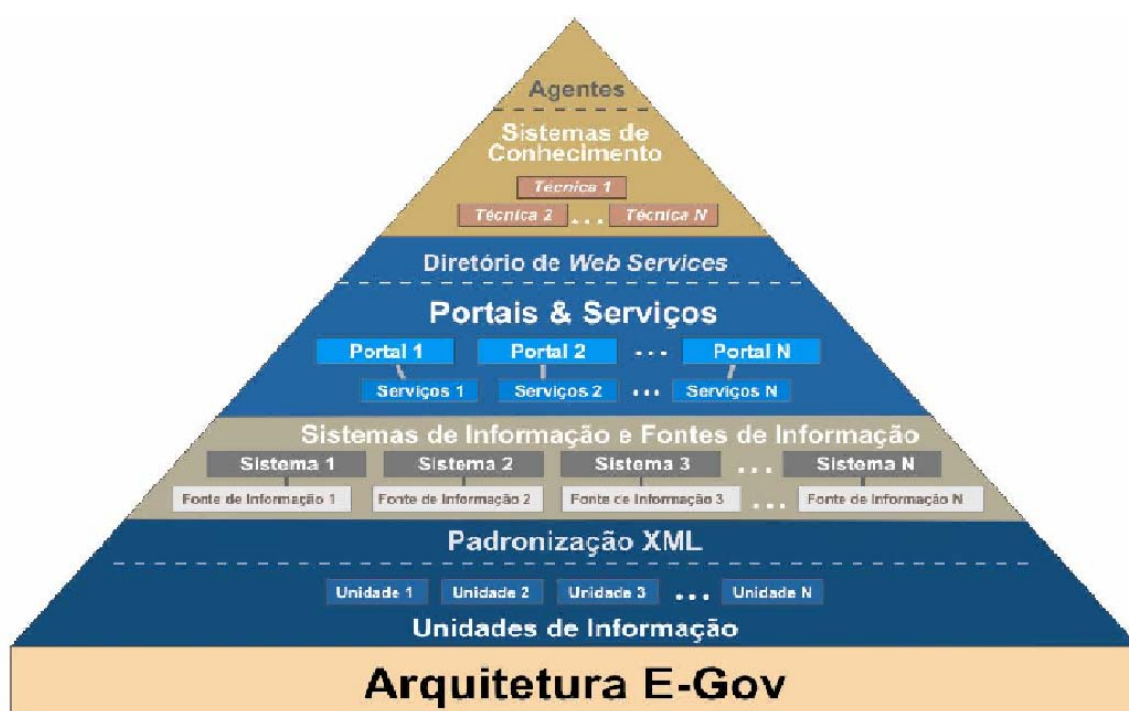 Agentes
Sistemas de
Conhecimento
Técnica 1
Técnica 2 ... Técnica N
Diretório de Web Services
Portais & Serviços
Portal 1 Portal 2 ... Portal N
Serviços 1 Serviços 2 ... Serviços N
Sistemas de Informação e Fontes de Informação
Sistema 1 Sistema 2 Sistema 3 ... Sistema N
Fonte de Informação 1 Fonte de Informação 2 Fonte de Informação 3 ... Fonte de Informação N
Padronização XML
Unidade 1 Unidade 2 Unidade 3 ... Unidade N
Unidades de Informação
Arquitetura E-Gov